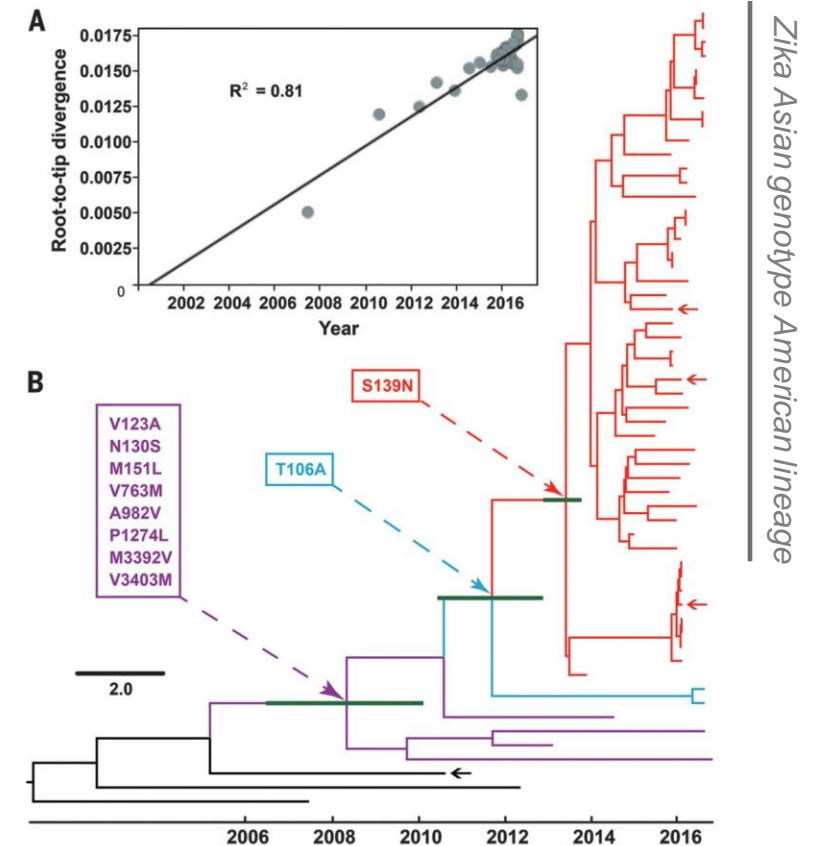 A
Root-to-tip divergence
0.0175
0.0150
0.0125
0.0100
0.0075
0.0050
0.0025
0
R² = 0.81
2002 2004 2006 2008 2010 2012 2014 2016
Year
Zika Asian genotype American lineage
B
S139N
T106A
V123A
N130S
M151L
V763M
A982V
P1274L
M3392V
V3403M
2.0
2006 2008 2010 2012 2014 2016